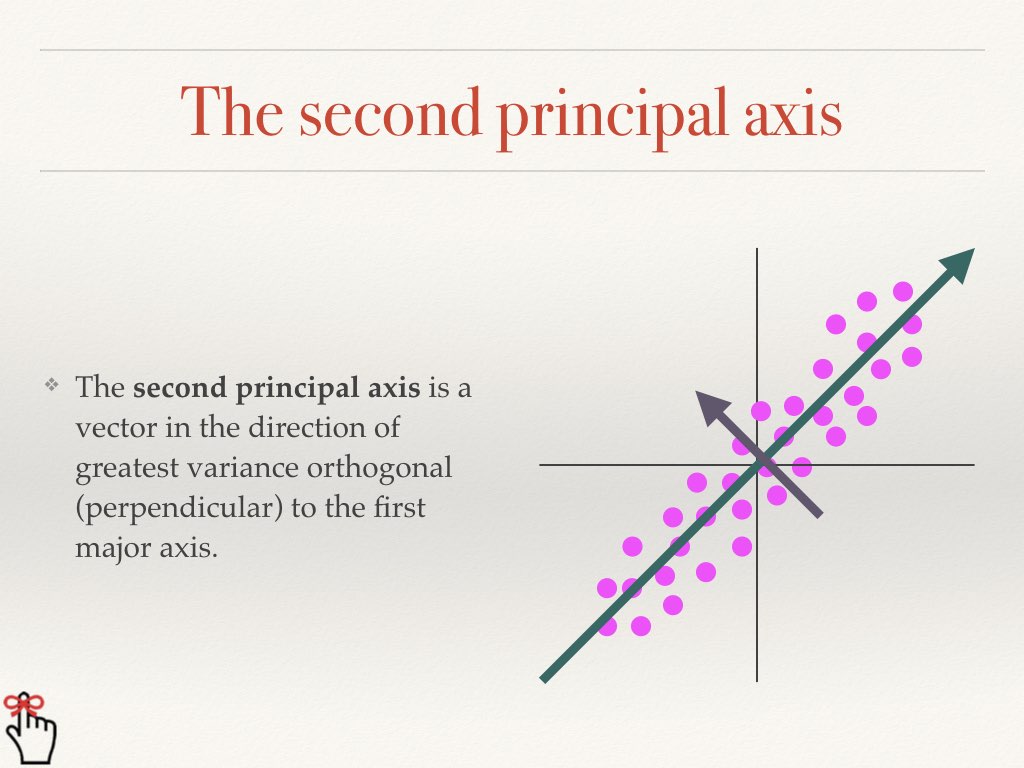 The second principal axis
❖ The second principal axis is a
vector in the direction of
greatest variance orthogonal
(perpendicular) to the first
major axis.